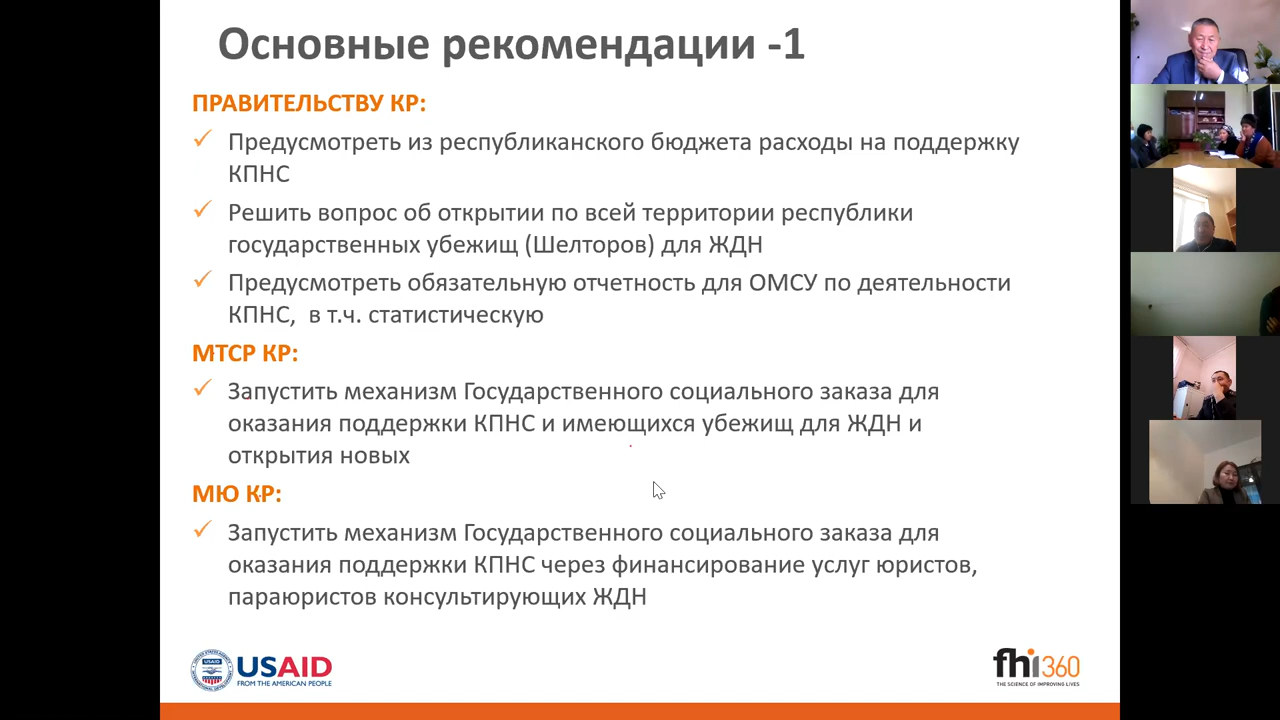 Основные рекомендации -1
ПРАВИТЕЛЬСТВУ КР:
Предусмотреть из республиканского бюджета расходы на поддержку
КПНС
Решить вопрос об открытии по всей территории республики
государственных убежищ (Шелторов) для ЖДН
Предусмотреть обязательную отчетность для ОМСУ по деятельности
КПНС, в т.ч. статистическую
МТСР КР:
Запустить механизм Государственного социального заказа для
оказания поддержки КПНС и имеющихся убежищ для ЖДН и
открытия новых
МЮ КР:
Запустить механизм Государственного социального заказа для
оказания поддержки КПНС через финансирование услуг юристов,
параюристов консультирующих ЖДН
USAID
FROM THE AMERICAN PEOPLE
fhi 360
THE SCIENCE OF IMPROVING LIVES